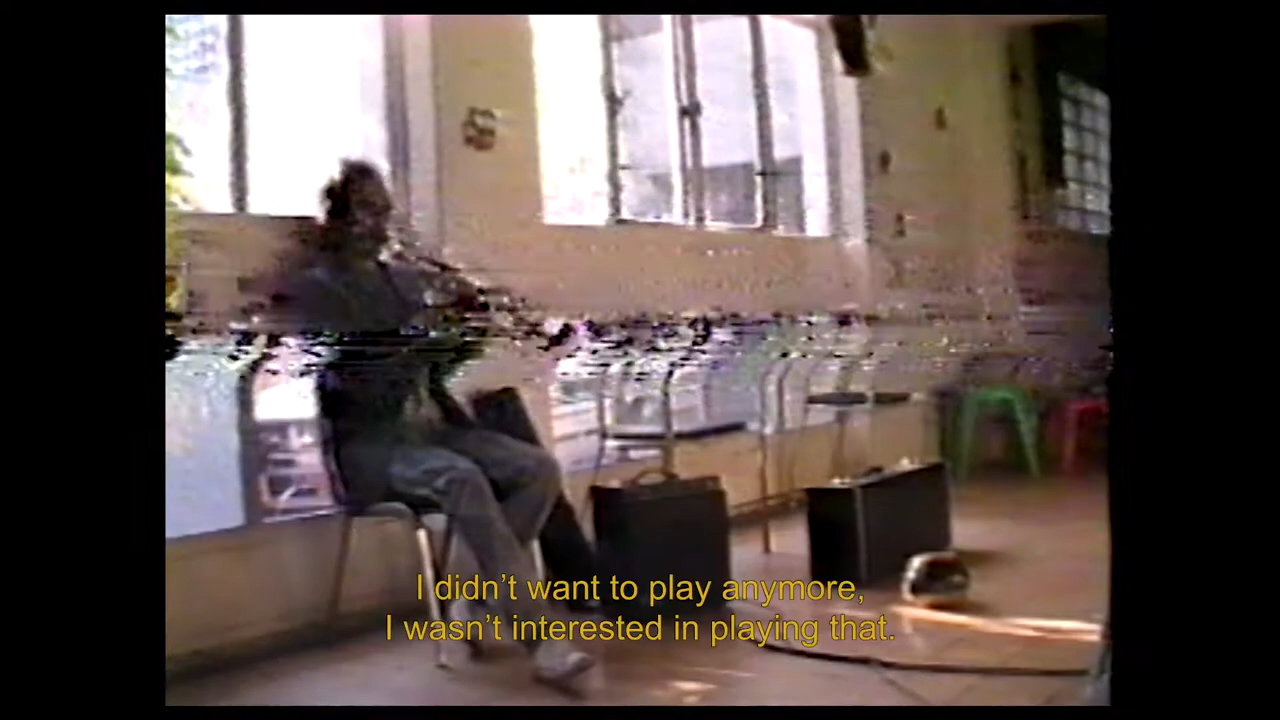 I didn't want to play anymore,
I wasn't interested in playing that.